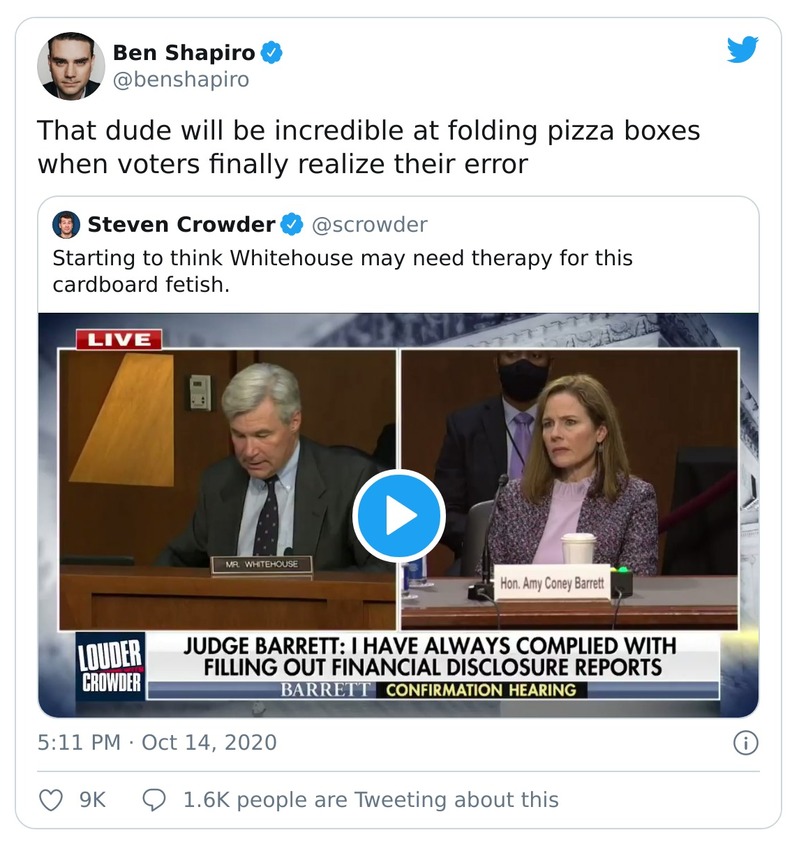 Ben Shapiro
@benshapiro
That dude will be incredible at folding pizza boxes
when voters finally realize their error
Steven Crowder @scrowder
Starting to think Whitehouse may need therapy for this
cardboard fetish.
LIVE
MR. WHITEHOUSE
Hon. Amy Coney Barrett
LOUDER
WITH
CROWDER
JUDGE BARRETT: I HAVE ALWAYS COMPLIED WITH
FILLING OUT FINANCIAL DISCLOSURE REPORTS
BARRETT CONFIRMATION HEARING
5:11 PM · Oct 14, 2020
9K 1.6K people are Tweeting about this